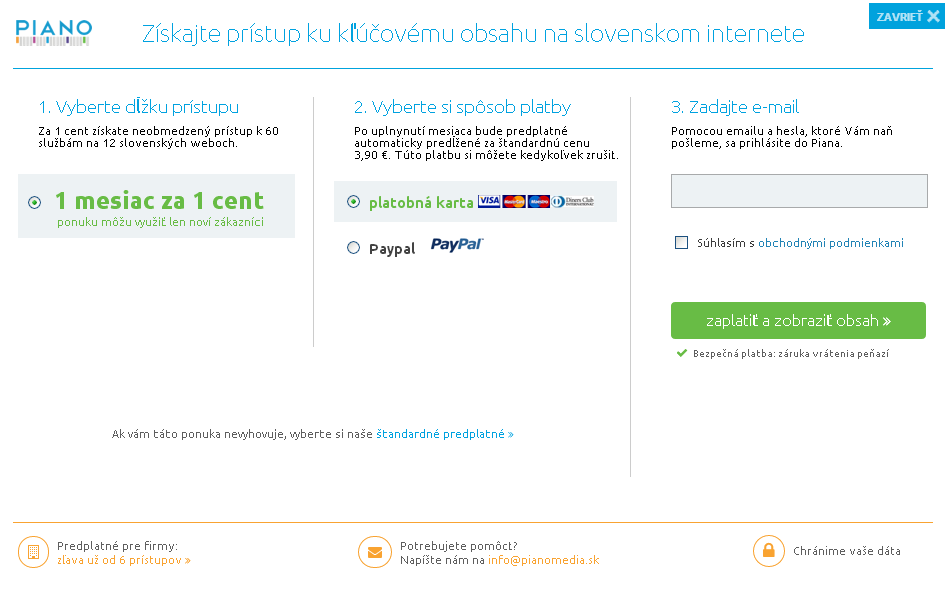 PIANO
Získajte prístup ku kľúčovému obsahu na slovenskom internete
ZAVRIEŤ
1. Vyberte dĺžku prístupu
Za 1 cent získate neobmedzený prístup k 60
službám na 12 slovenských weboch.
1 mesiac za 1 cent
ponuku môžu využiť len noví zákazníci
2. Vyberte si spôsob platby
Po uplnynutí mesiaca bude predplatné
automaticky predĺžené za štandardnú cenu
3,90 €. Túto platbu si môžete kedykoľvek zrušiť.
platobná karta VISA MasterCard Maestro Diners Club
Paypal PayPal
3. Zadajte e-mail
Pomocou emailu a hesla, ktoré Vám naň
pošleme, sa prihlásite do Piana.
Súhlasím s obchodnými podmienkami
zaplatiť a zobraziť obsah »
Bezpečná platba: záruka vrátenia peňazí
Ak vám táto ponuka nevyhovuje, vyberte si naše štandardné predplatné »
Predplatné pre firmy:
zľava už od 6 prístupov »
Potrebujete pomôcť?
Napíšte nám na info@pianomedia.sk
Chránime vaše dáta